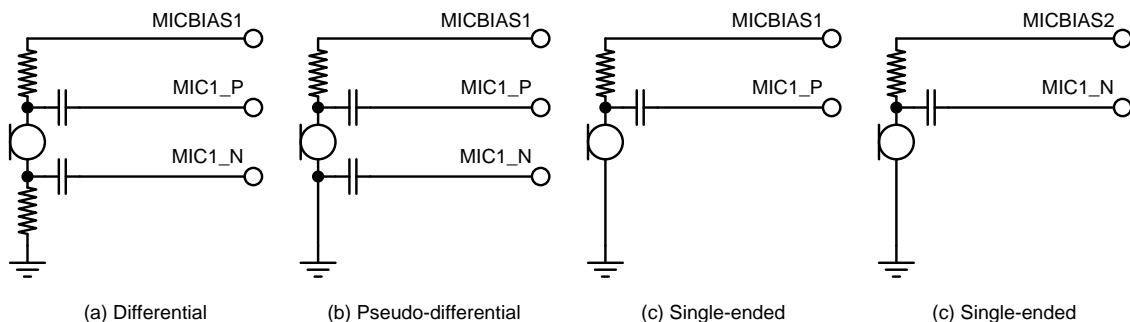 MICBIAS1
MIC1_P
MIC1_N
(a) Differential
MICBIAS1
MIC1_P
MIC1_N
(b) Pseudo-differential
MICBIAS1
MIC1_P
(c) Single-ended
MICBIAS2
MIC1_N
(c) Single-ended